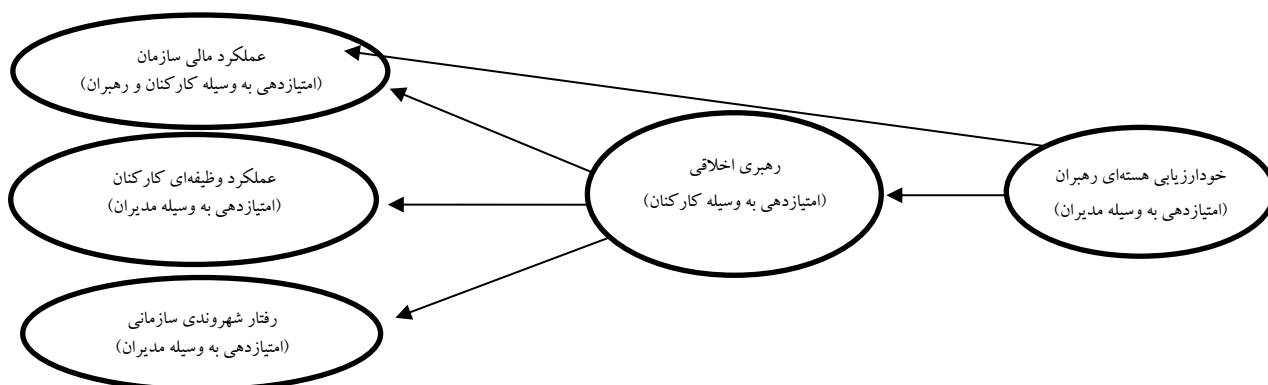 عملکرد مالی سازمان
(امتیازدهی به وسیله کارکنان و رهبران)
عملکرد وظیفه‌ای کارکنان
(امتیازدهی به وسیله مدیران)
رفتار شهروندی سازمانی
(امتیازدهی به وسیله مدیران)
رهبری اخلاقی
(امتیازدهی به وسیله کارکنان)
خودارزیابی هسته‌ای رهبران
(امتیازدهی به وسیله مدیران)